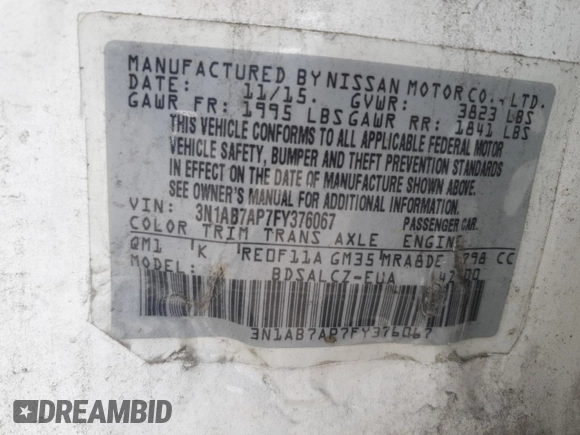 MANUFACTURED BY NISSAN MOTOR CO., LTD.
DATE: 11/15. GVWR: 3823 LBS
GAWR FR: 1995 LBS GAWR RR: 1841 LBS
THIS VEHICLE CONFORMS TO ALL APPLICABLE FEDERAL MOTOR
VEHICLE SAFETY, BUMPER AND THEFT PREVENTION STANDARDS
IN EFFECT ON THE DATE OF MANUFACTURE SHOWN ABOVE.
SEE OWNER'S MANUAL FOR ADDITIONAL INFORMATION.
VIN: 3N1AB7AP7FY376067 PASSENGER CAR.
COLOR TRIM TRANS AXLE ENGINE
QM1 K RE0F11A GM35 MRA8DE 798 CC
MODEL: BDSALCZ-EUA
3N1AB7AP7FY376067
DREAMBID